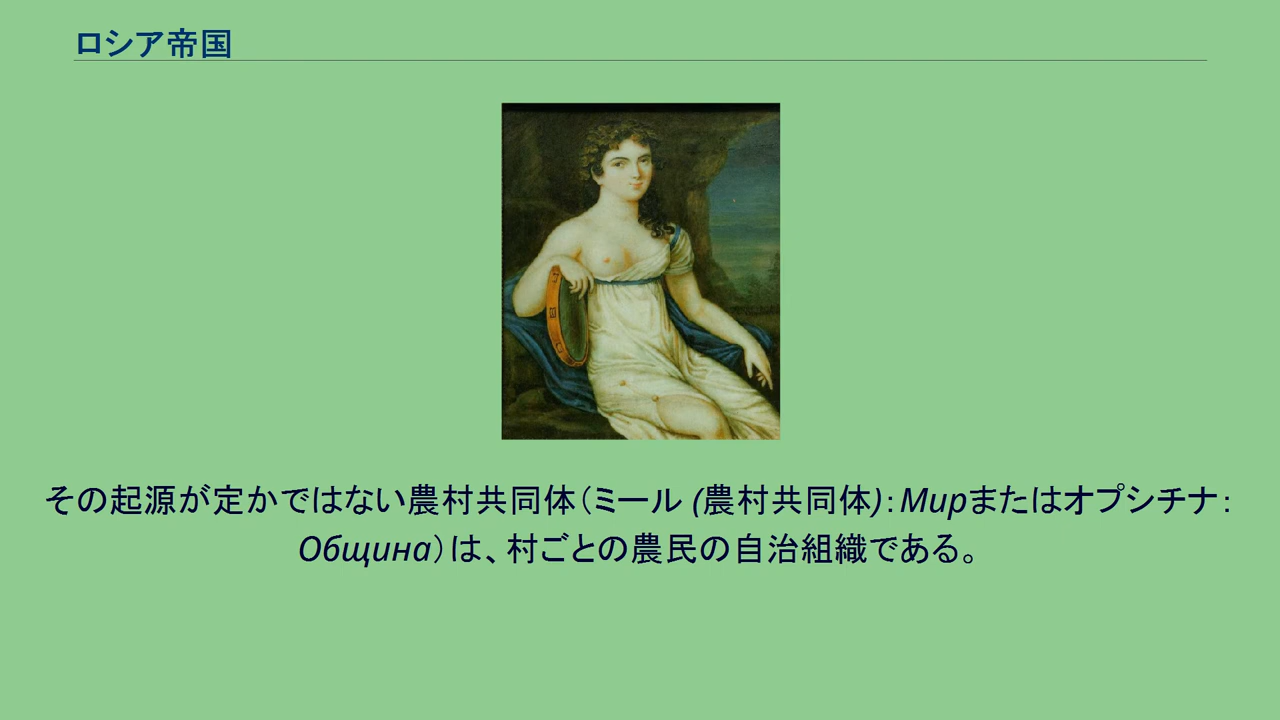 ロシア帝国
その起源が定かではない農村共同体（ミール (農村共同体)：Мирまたはオプシチナ：
Община）は、村ごとの農民の自治組織である。